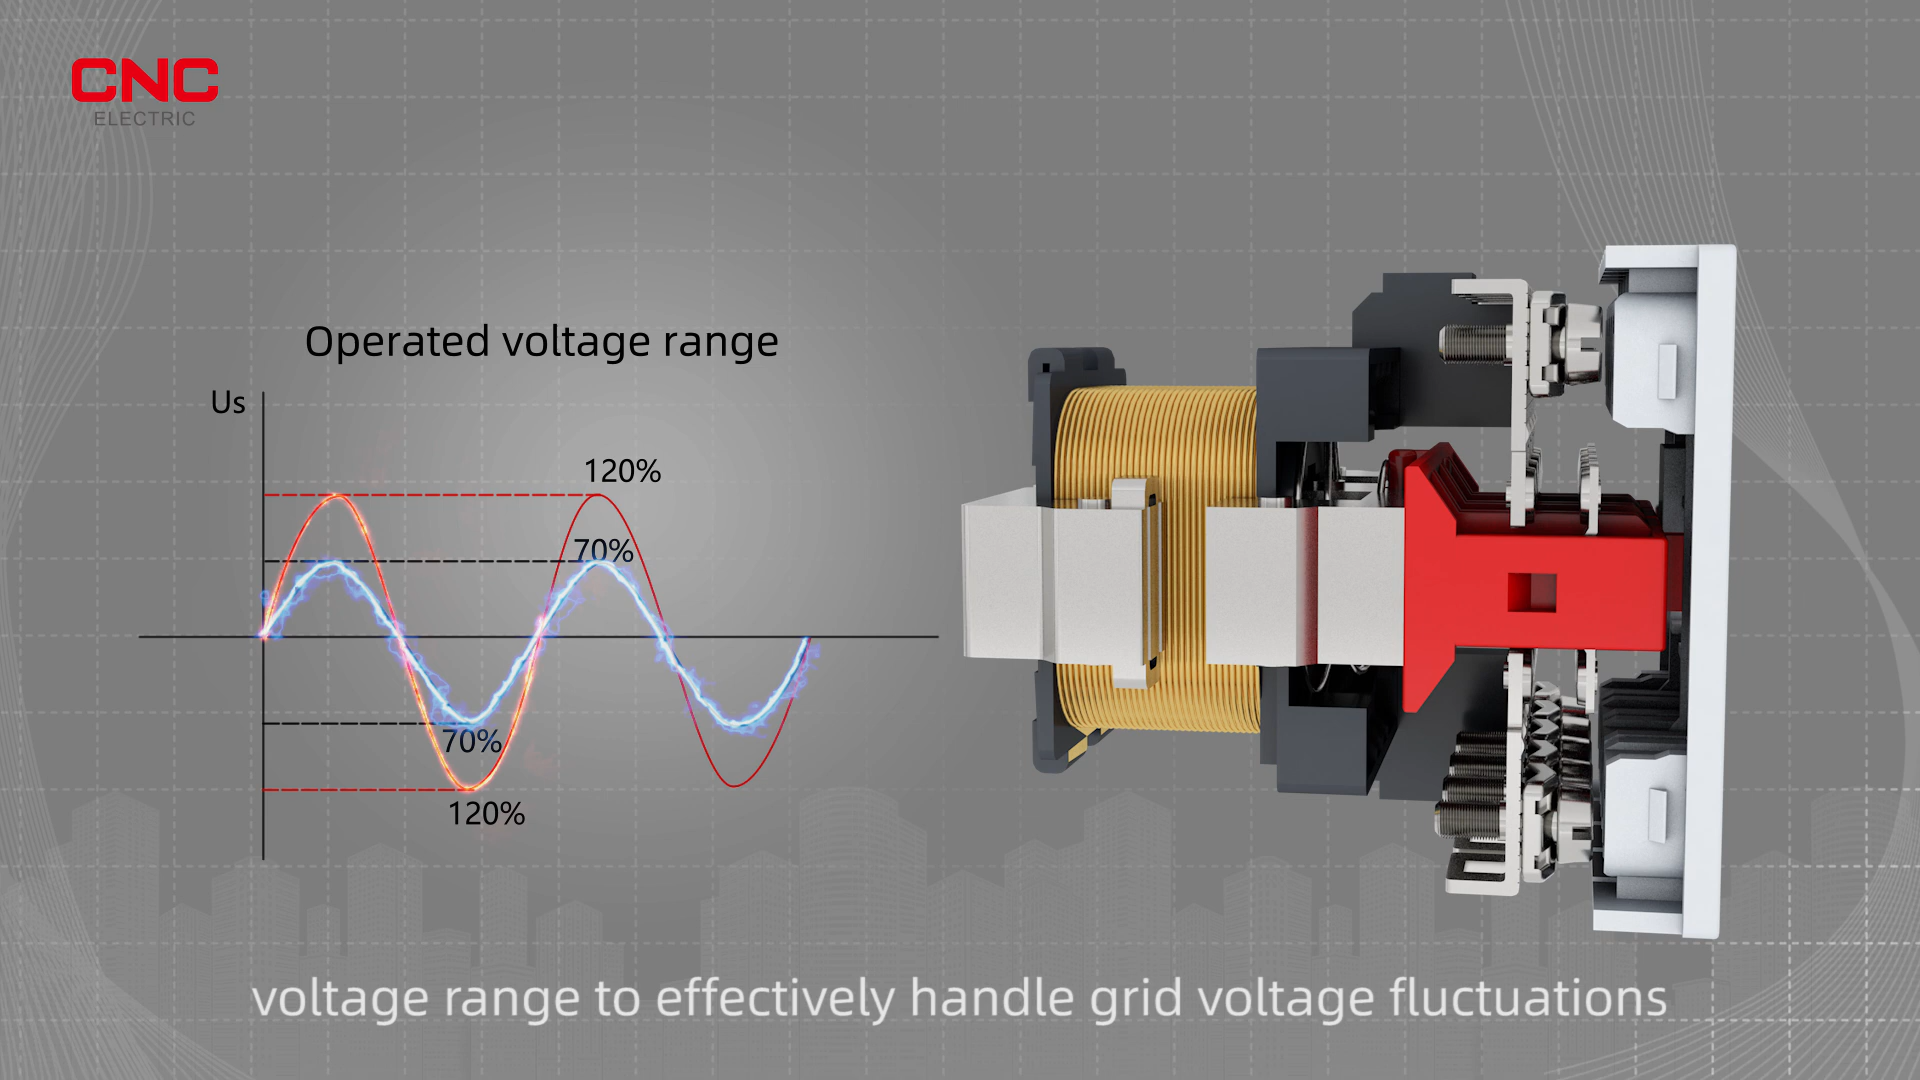 CNC
ELECTRIC
Operated voltage range
Us
120%
70%
70%
120%
voltage range to effectively handle grid voltage fluctuations